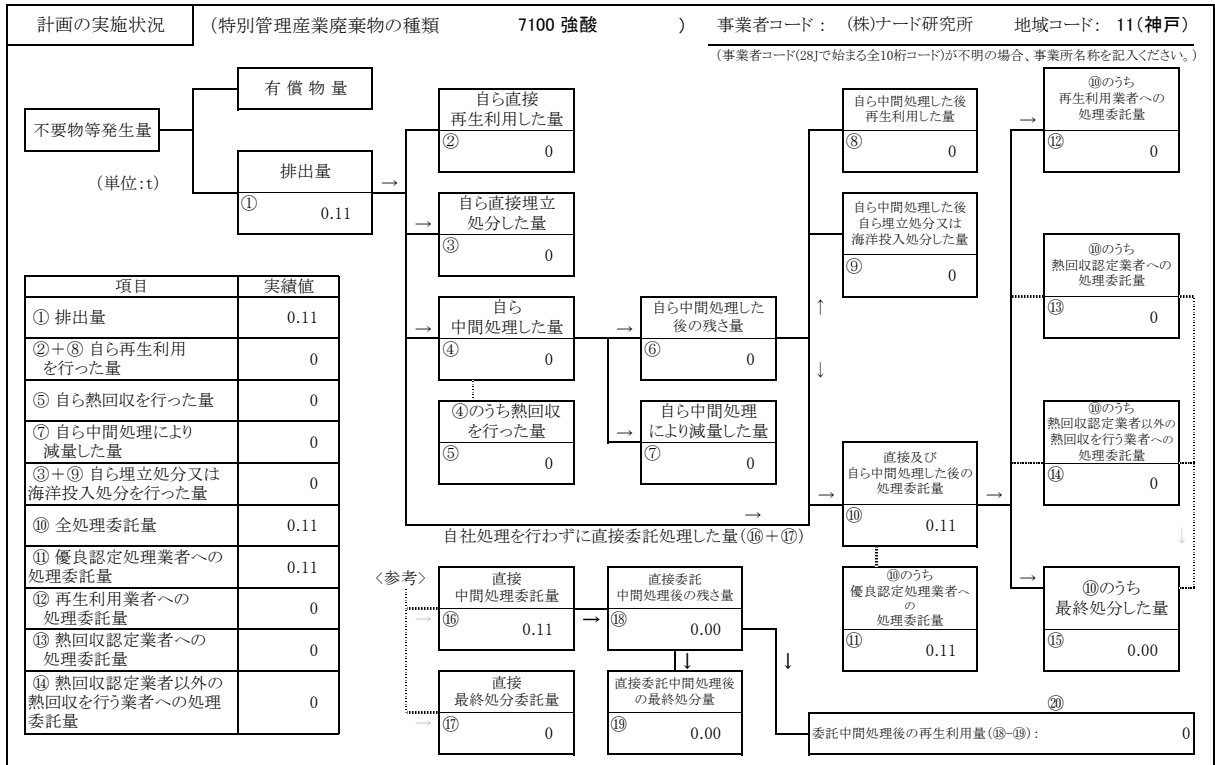 計画の実施状況
(特別管理産業廃棄物の種類 7100 強酸 )
事業者コード： (株)ナード研究所 地域コード： 11(神戸)
(事業者コード(28Jで始まる全10桁コード)が不明の場合、事業所名称を記入ください。)
不要物等発生量
(単位:t)
有償物量
排出量
① 0.11
→
自ら直接
再生利用した量
② 0
→
自ら直接埋立
処分した量
③ 0
→
自ら
中間処理した量
④ 0
④のうち熱回収
を行った量
⑤ 0
→
自ら中間処理した
後の残さ量
⑥ 0
→
自ら中間処理
により減量した量
⑦ 0
自ら中間処理した後
再生利用した量
⑧ 0
自ら中間処理した後
自ら埋立処分又は
海洋投入処分した量
⑨ 0
↑
↓
→
直接及び
自ら中間処理した後の
処理委託量
⑩ 0.11
→
⑩のうち
優良認定処理業者へ
の
処理委託量
⑪ 0.11
→
⑩のうち
再生利用業者への
処理委託量
⑫ 0
⑩のうち
熱回収認定業者への
処理委託量
⑬ 0
⑩のうち
熱回収認定業者以外の
熱回収を行う業者への
処理委託量
⑭ 0
↓
→
⑩のうち
最終処分した量
⑮ 0.00
→
自社処理を行わずに直接委託処理した量(⑯＋⑰)
<参考>
→
直接
中間処理委託量
⑯ 0.11
→
直接
最終処分委託量
⑰ 0
→
直接委託
中間処理後の残さ量
⑱ 0.00
↓
直接委託中間処理後
の最終処分量
⑲ 0.00
↓
⑳
委託中間処理後の再生利用量(⑱-⑲)： 0
項目 実績値
① 排出量 0.11
②＋⑧ 自ら再生利用
を行った量 0
⑤ 自ら熱回収を行った量 0
⑦ 自ら中間処理により
減量した量 0
③＋⑨ 自ら埋立処分又は
海洋投入処分を行った量 0
⑩ 全処理委託量 0.11
⑪ 優良認定処理業者への
処理委託量 0.11
⑫ 再生利用業者への
処理委託量 0
⑬ 熱回収認定業者への
処理委託量 0
⑭ 熱回収認定業者以外の
熱回収を行う業者への処理
委託量 0